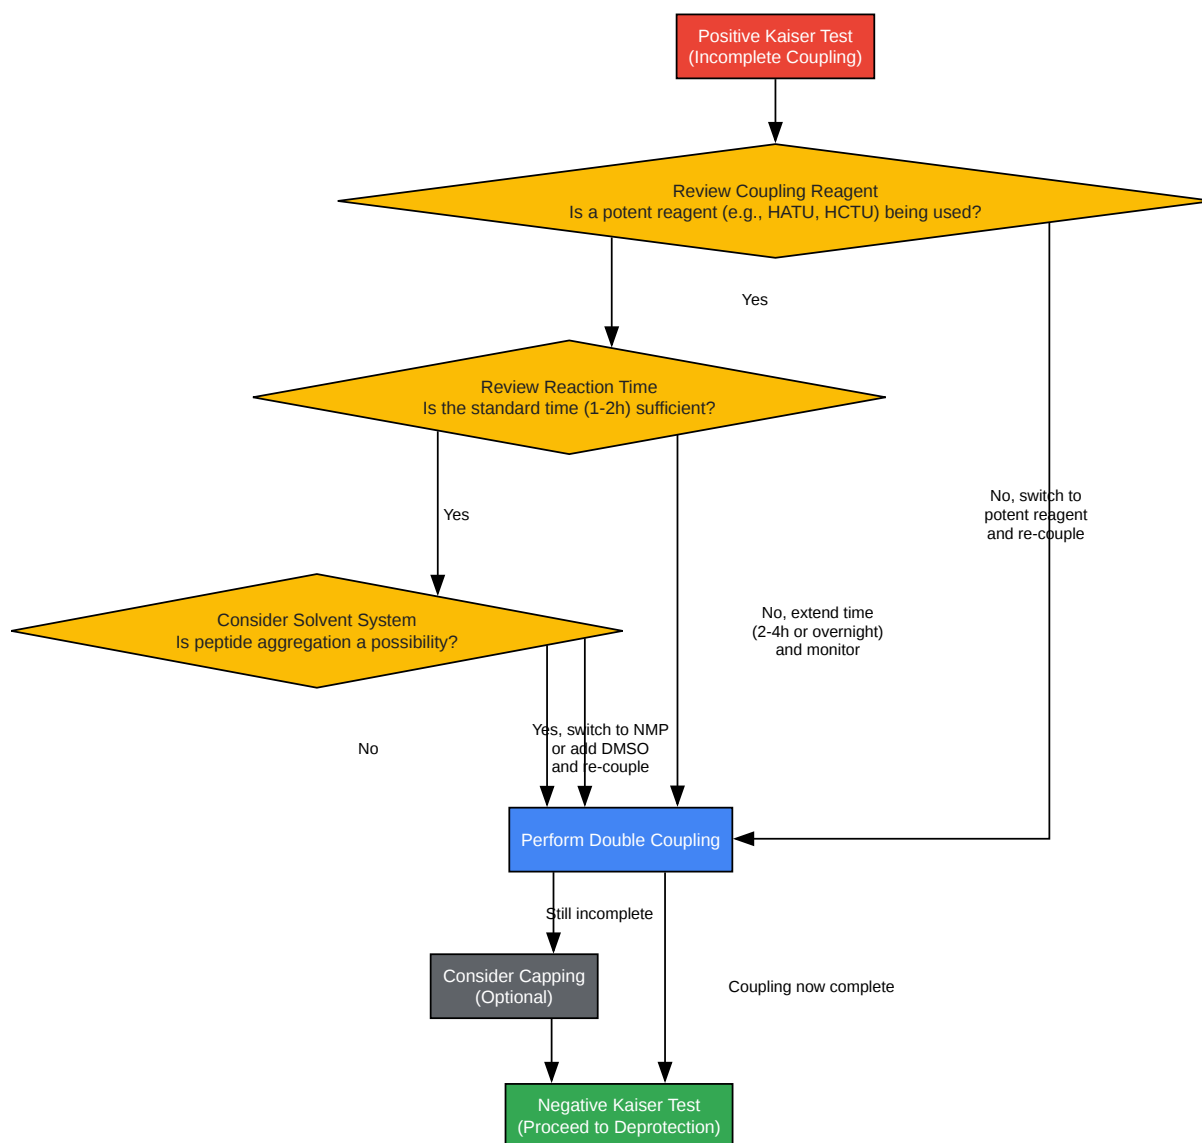 Positive Kaiser Test
(Incomplete Coupling)
Review Coupling Reagent
Is a potent reagent (e.g., HATU, HCTU) being used?
Yes
Review Reaction Time
Is the standard time (1-2h) sufficient?
Yes
No, switch to
potent reagent
and re-couple
Consider Solvent System
Is peptide aggregation a possibility?
No, extend time
(2-4h or overnight)
and monitor
No
Yes, switch to NMP
or add DMSO
and re-couple
Perform Double Coupling
Still incomplete
Consider Capping
(Optional)
Coupling now complete
Negative Kaiser Test
(Proceed to Deprotection)